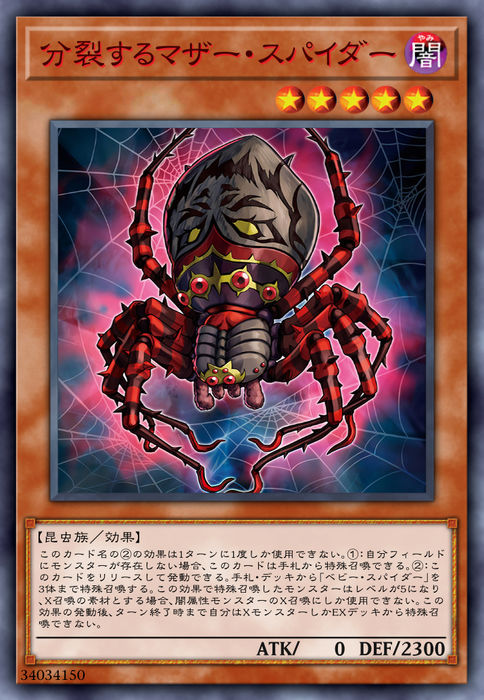 分裂するマザー・スパイダー
やみ
闇
【昆虫族/効果】
このカード名の②の効果は1ターンに1度しか使用できない。①:自分フィールド
にモンスターが存在しない場合、このカードは手札から特殊召喚できる。②:こ
のカードをリリースして発動できる。手札・デッキから「ベビー・スパイダー」を
3体まで特殊召喚する。この効果で特殊召喚したモンスターはレベルが5になり、
X召喚の素材とする場合、闇属性モンスターのX召喚にしか使用できない。この
効果の発動後、ターン終了時まで自分はXモンスターしかEXデッキから特殊召
喚できない。
ATK/ 0 DEF/2300
34034150